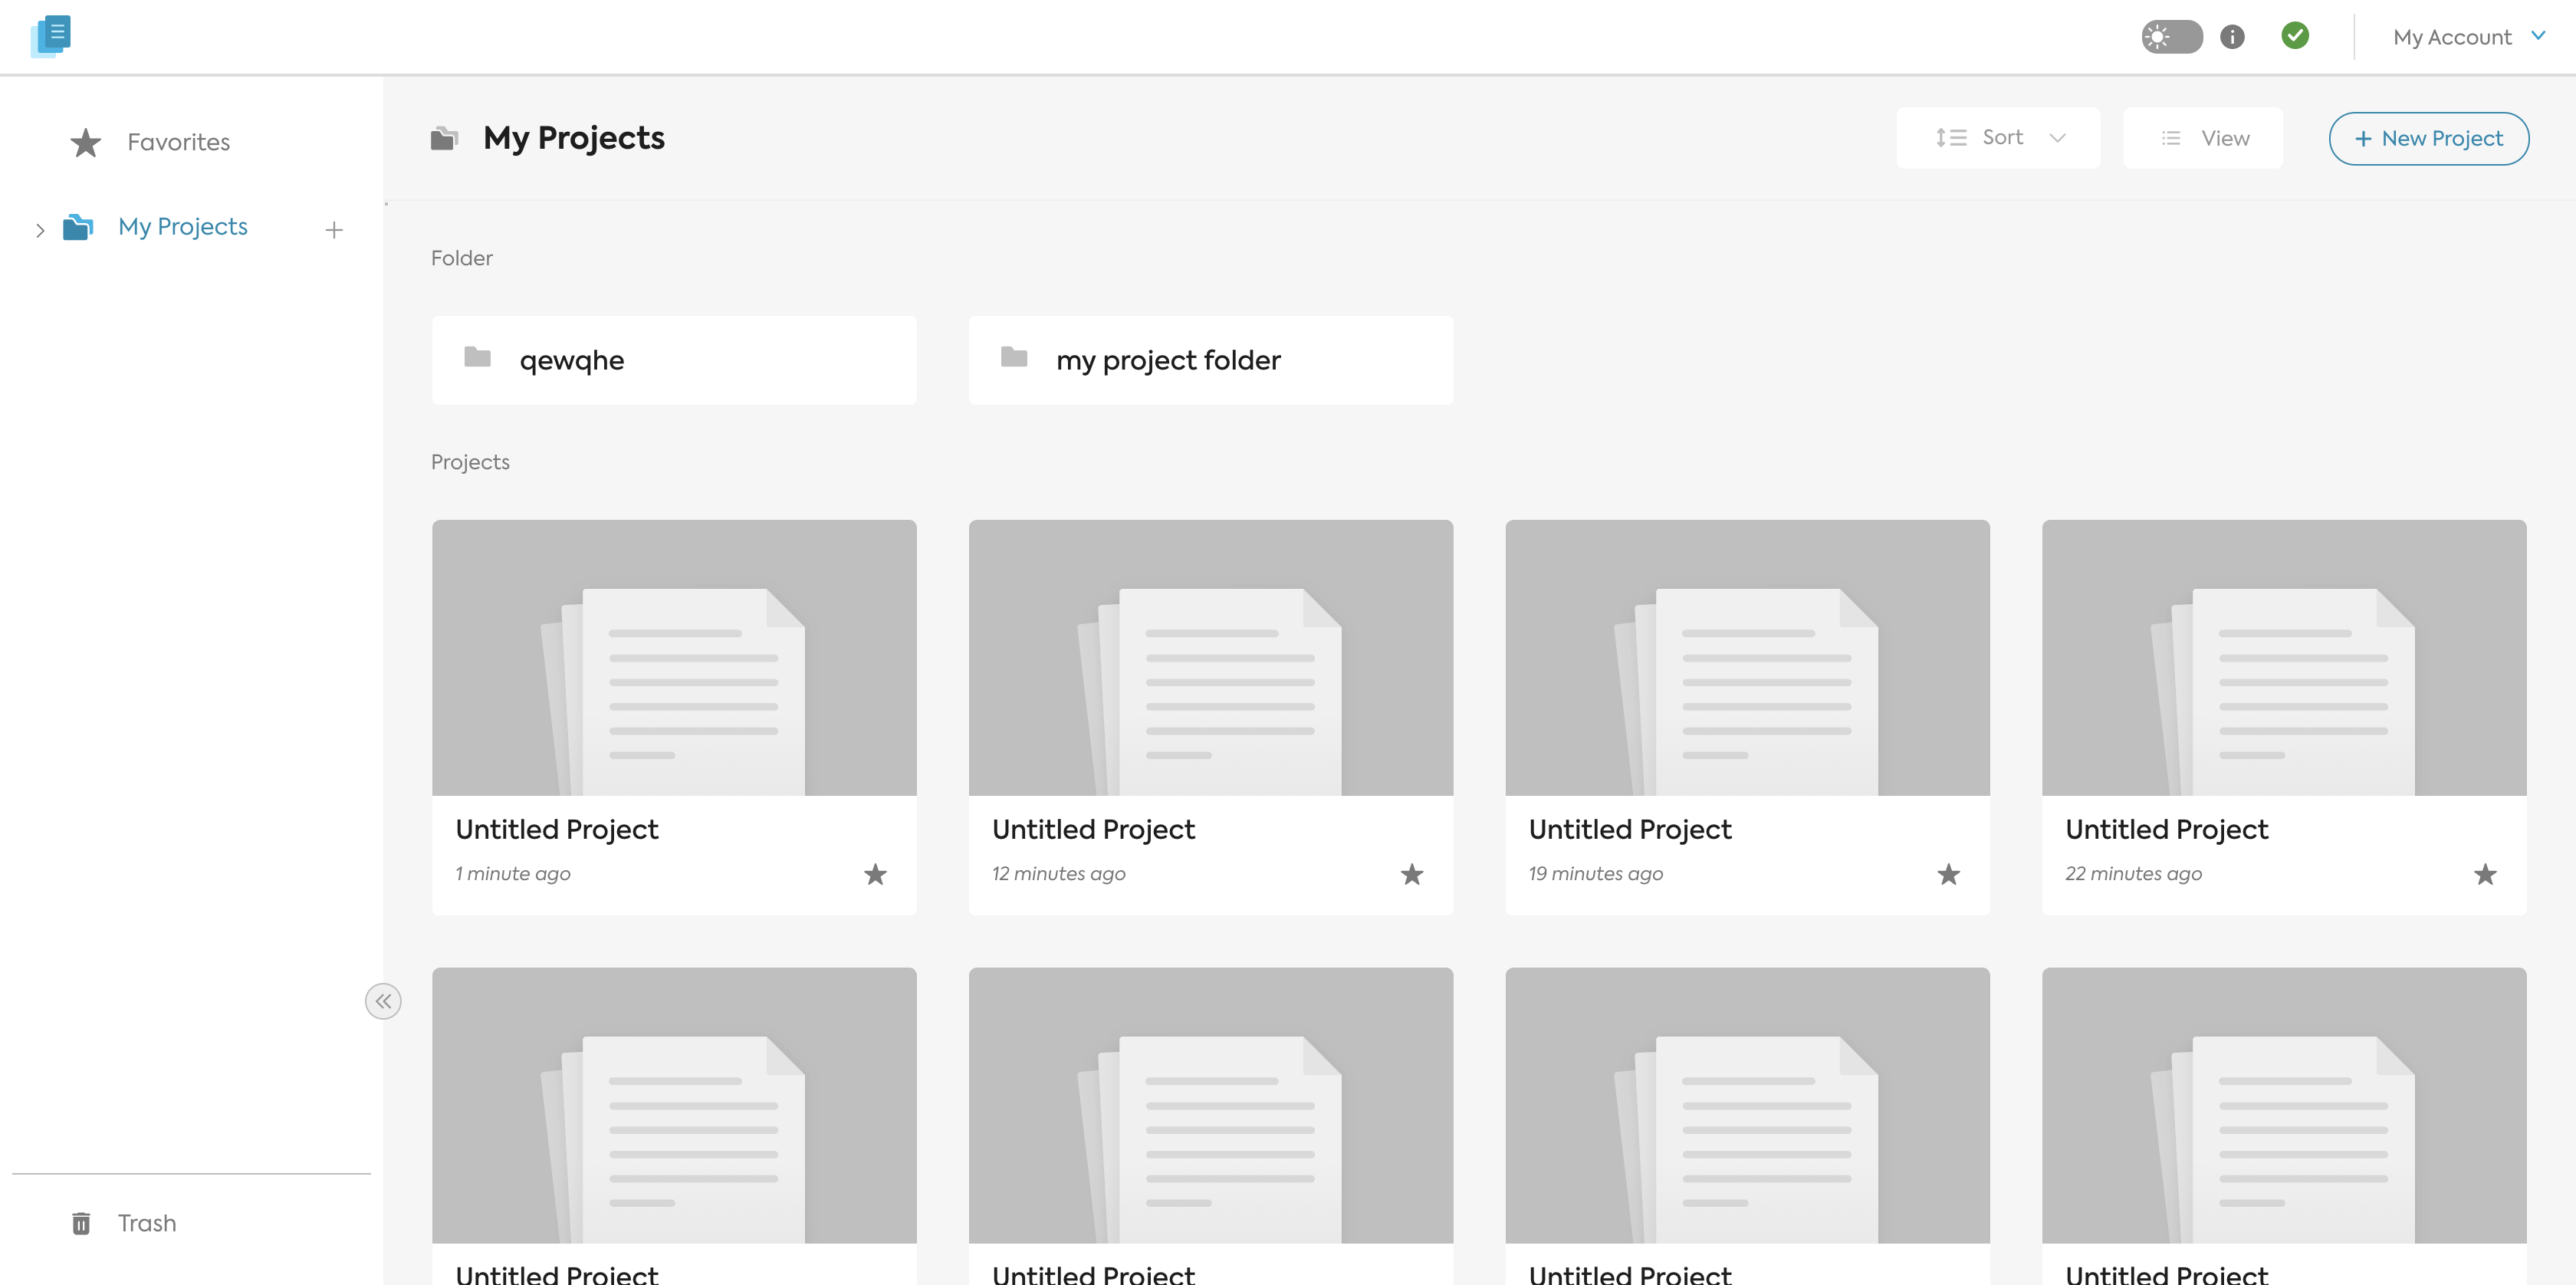 My Account
Favorites
My Projects
My Projects
Sort
View
New Project
Folder
qewqhe
my project folder
Projects
Untitled Project
1 minute ago
Untitled Project
12 minutes ago
Untitled Project
19 minutes ago
Untitled Project
22 minutes ago
Untitled Project
Untitled Project
Untitled Project
Untitled Project
Trash